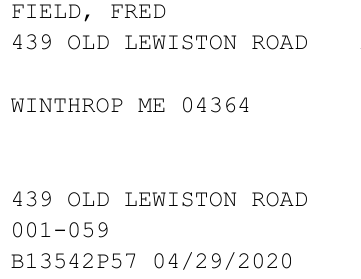 FIELD, FRED
439 OLD LEWISTON ROAD
WINTHROP ME 04364
439 OLD LEWISTON ROAD
001-059
B13542P57 04/29/2020